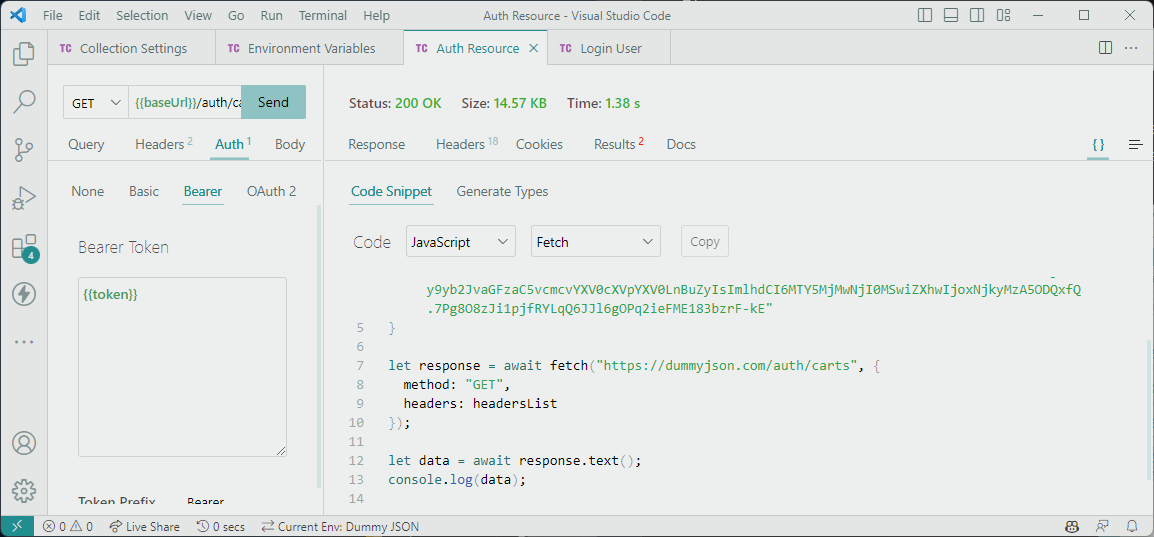 File Edit Selection View Go Run Terminal Help Auth Resource - Visual Studio Code
TC Collection Settings TC Environment Variables TC Auth Resource TC Login User
GET {{baseUrl}}/auth/ca Send
Status: 200 OK Size: 14.57 KB Time: 1.38 s
Query Headers 2 Auth 1 Body
Response Headers 18 Cookies Results 2 Docs {}
None Basic Bearer OAuth 2
Code Snippet Generate Types
Bearer Token
Code JavaScript Fetch Copy
{{token}}
y9yb2JvaGFzaC5vcmcvYXV0cXVpYXV0LnBuZyIsImlhdCI6MTY5MjMwNjI0MSwiZXhwIjoxNjkyMzA5ODQxfQ
.7Pg8O8zJi1pjfRYLqQ6JJl6gOPq2ieFME183bzrF-kE"
5 }
6
7 let response = await fetch("https://dummyjson.com/auth/carts", {
8 method: "GET",
9 headers: headersList
10 });
11
12 let data = await response.text();
13 console.log(data);
14
Token Prefix Bearer
4
0 0 Live Share 0 secs Current Env: Dummy JSON